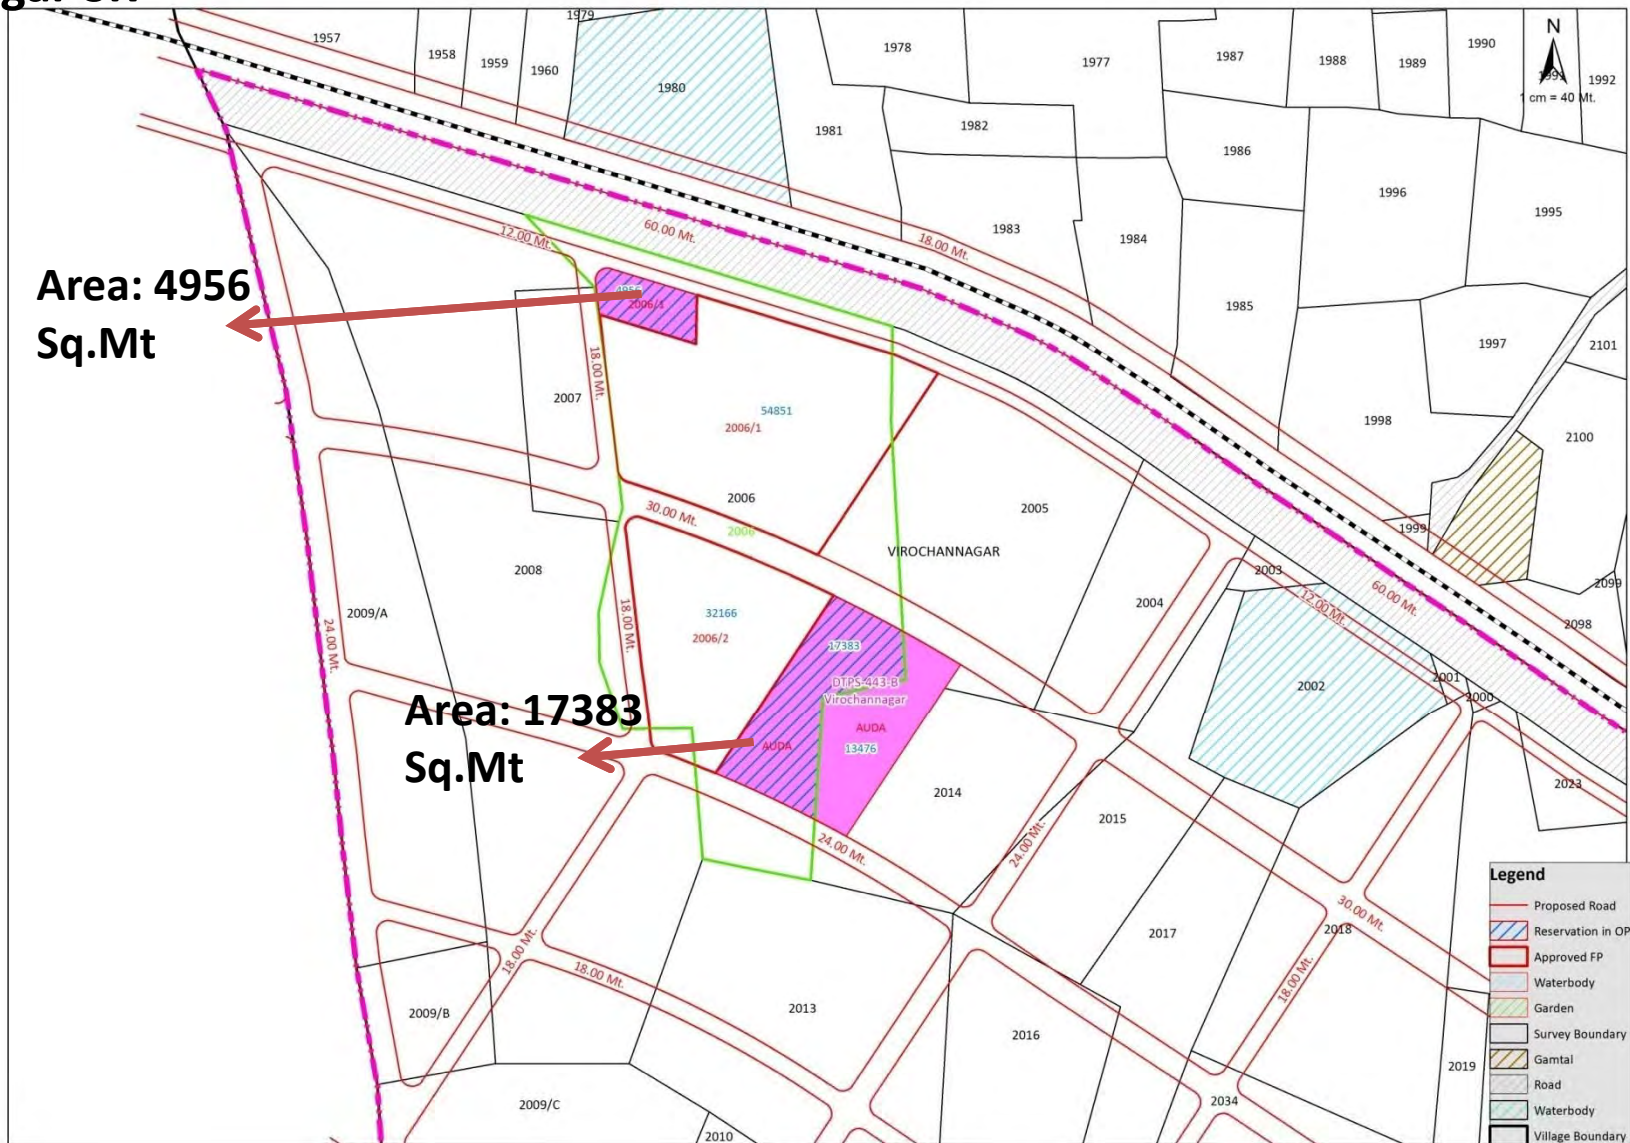 1979
1957
1958
1959
1960
1980
1978
1977
1987
1988
1989
1990
N
1992
1 cm = 40 Mt.
1981
1982
1986
1996
1995
1983
1984
1985
60.00 Mt.
18.00 Mt.
12.00 Mt.
Area: 4956
Sq.Mt
4956
2006/1
18.00 Mt.
2007
54851
2006/1
2006
2006
30.00 Mt.
2005
VIROCHANNAGAR
1997
2101
1998
2100
1999
2099
2098
2003
2004
12.00 Mt.
60.00 Mt.
2008
2009/A
24.00 Mt.
32166
2006/2
18.00 Mt.
17383
DTPS-443-B
Virochannagar
AUDA
AUDA
13476
Area: 17383
Sq.Mt
2002
2001
2000
2014
2015
2023
24.00 Mt.
24.00 Mt.
2017
2018
30.00 Mt.
18.00 Mt.
18.00 Mt.
18.00 Mt.
2009/B
2013
2016
2019
2034
2009/C
2010
Legend
Proposed Road
Reservation in OP
Approved FP
Waterbody
Garden
Survey Boundary
Gamtal
Road
Waterbody
Village Boundary